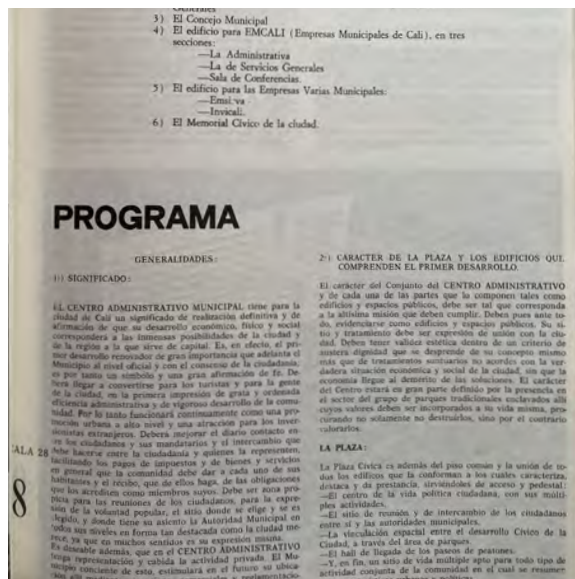 Generales
3) El Concejo Municipal
4) El edificio para EMCALI (Empresas Municipales de Cali), en tres
secciones:
—La Administrativa
—La de Servicios Generales
—Sala de Conferencias.
5) El edificio para las Empresas Varias Municipales:
—Emsirva
—Invicali.
6) El Memorial Cívico de la ciudad.
PROGRAMA
GENERALIDADES:
1) SIGNIFICADO:
EL CENTRO ADMINISTRATIVO MUNICIPAL tiene para la
ciudad de Cali un significado de realización definitiva y de
afirmación de que su desarrollo económico, físico y social
corresponderá a las inmensas posibilidades de la ciudad y
de la región a la que sirve de capital. Es, en efecto, el pri-
mer desarrollo renovador de gran importancia que adelanta el
Municipio al nivel oficial y con el consenso de la ciudadanía,
es por tanto un símbolo y una gran afirmación de fe. De-
berá llegar a convertirse para los turistas y para la gente
de la ciudad, en la primera impresión de grata y ordenada
eficiencia administrativa y de vigoroso desarrollo de la comu-
nidad. Por lo tanto funcionará continuamente como una pro-
moción urbana a alto nivel y una atracción para los inver-
sionistas extranjeros. Deberá mejorar el diario contacto en-
tre los ciudadanos y sus mandatarios y el intercambio que
debe hacerse entre la ciudadanía y quienes la representen,
facilitando los pagos de impuestos y de bienes y servicios
en general que la comunidad debe dar a cada uno de sus
habitantes y el recibo, que de ellos haga, de las obligaciones
que los acrediten como miembros suyos. Debe ser zona pro-
picia para las reuniones de los ciudadanos, para la expre-
sión de la voluntad popular, el sitio donde se elige y se es
elegido, y donde tiene su asiento la Autoridad Municipal en
todos sus niveles en forma tan destacada como la ciudad me-
rece, ya que es muchos sentidos es su expresión misma.
Es deseable además, que en el CENTRO ADMINISTRATIVO
tenga representación y cabida la actividad privada. El Mu-
nicipio conciente de esto, estimulará en el futuro su ubica-
ción
ALA 28
8
2) CARACTER DE LA PLAZA Y LOS EDIFICIOS QUE
COMPRENDEN EL PRIMER DESARROLLO.
El carácter del Conjunto del CENTRO ADMINISTRATIVO
y de cada una de las partes que lo componen tales como
edificios y espacios públicos, debe ser tal que corresponda
a la altísima misión que deben cumplir. Deben pues ante to-
do, evidenciarse como edificios y espacios públicos. Su si-
tio y tratamiento debe ser expresión de unión con la ciu-
dad. Deben tener validez estética dentro de un criterio de
austera dignidad que se desprende de su concepto mismo
más que de tratamientos suntuarios no acordes con la ver-
dadera situación económica y social de la ciudad, sin que la
economía llegue al demérito de las soluciones. El carácter
del Centro estará en gran parte definido por la presencia en
el sector del grupo de parques tradicionales enclavados allí
cuyos valores deben ser incorporados a su vida misma, pro-
curando no solamente no destruirlos, sino por el contrario
valorarlos.
LA PLAZA:
La Plaza Cívica es además del piso común y la unión de to-
dos los edificios que la conforman a los cuales caracteriza,
destaca y da prestancia, sirviéndoles de acceso y pedestal:
—El centro de la vida política ciudadana, con sus múlti-
ples actividades.
—El sitio de reunión y de intercambio de los ciudadanos
entre sí y las autoridades municipales.
—La vinculación espacial entre el desarrollo Cívico de la
Ciudad, a través del área de parques.
—El hall de llegada de los paseos de peatones.
—Y, en fin, un sitio de vida múltiple apto para todo tipo de
actividad conjunta de la comunidad en el cual se resumen